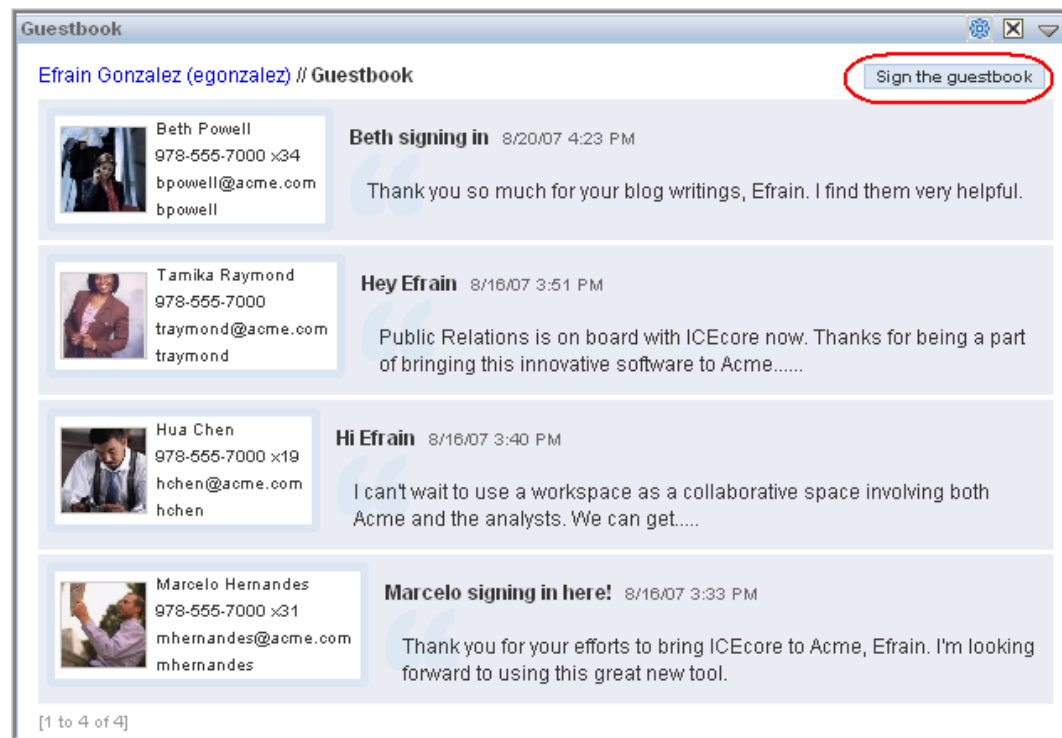 Guestbook
Efrain Gonzalez (egonzalez) // Guestbook
Sign the guestbook
Beth Powell
978-555-7000 x34
bpowell@acme.com
bpowell
Beth signing in 8/20/07 4:23 PM
Thank you so much for your blog writings, Efrain. I find them very helpful.
Tamika Raymond
978-555-7000
traymond@acme.com
traymond
Hey Efrain 8/16/07 3:51 PM
Public Relations is on board with ICEcore now. Thanks for being a part
of bringing this innovative software to Acme......
Hua Chen
978-555-7000 x19
hchen@acme.com
hchen
Hi Efrain 8/16/07 3:40 PM
I can't wait to use a workspace as a collaborative space involving both
Acme and the analysts. We can get.....
Marcelo Hernandes
978-555-7000 x31
mhernandes@acme.com
mhernandes
Marcelo signing in here! 8/16/07 3:33 PM
Thank you for your efforts to bring ICEcore to Acme, Efrain. I'm looking
forward to using this great new tool.
[1 to 4 of 4]